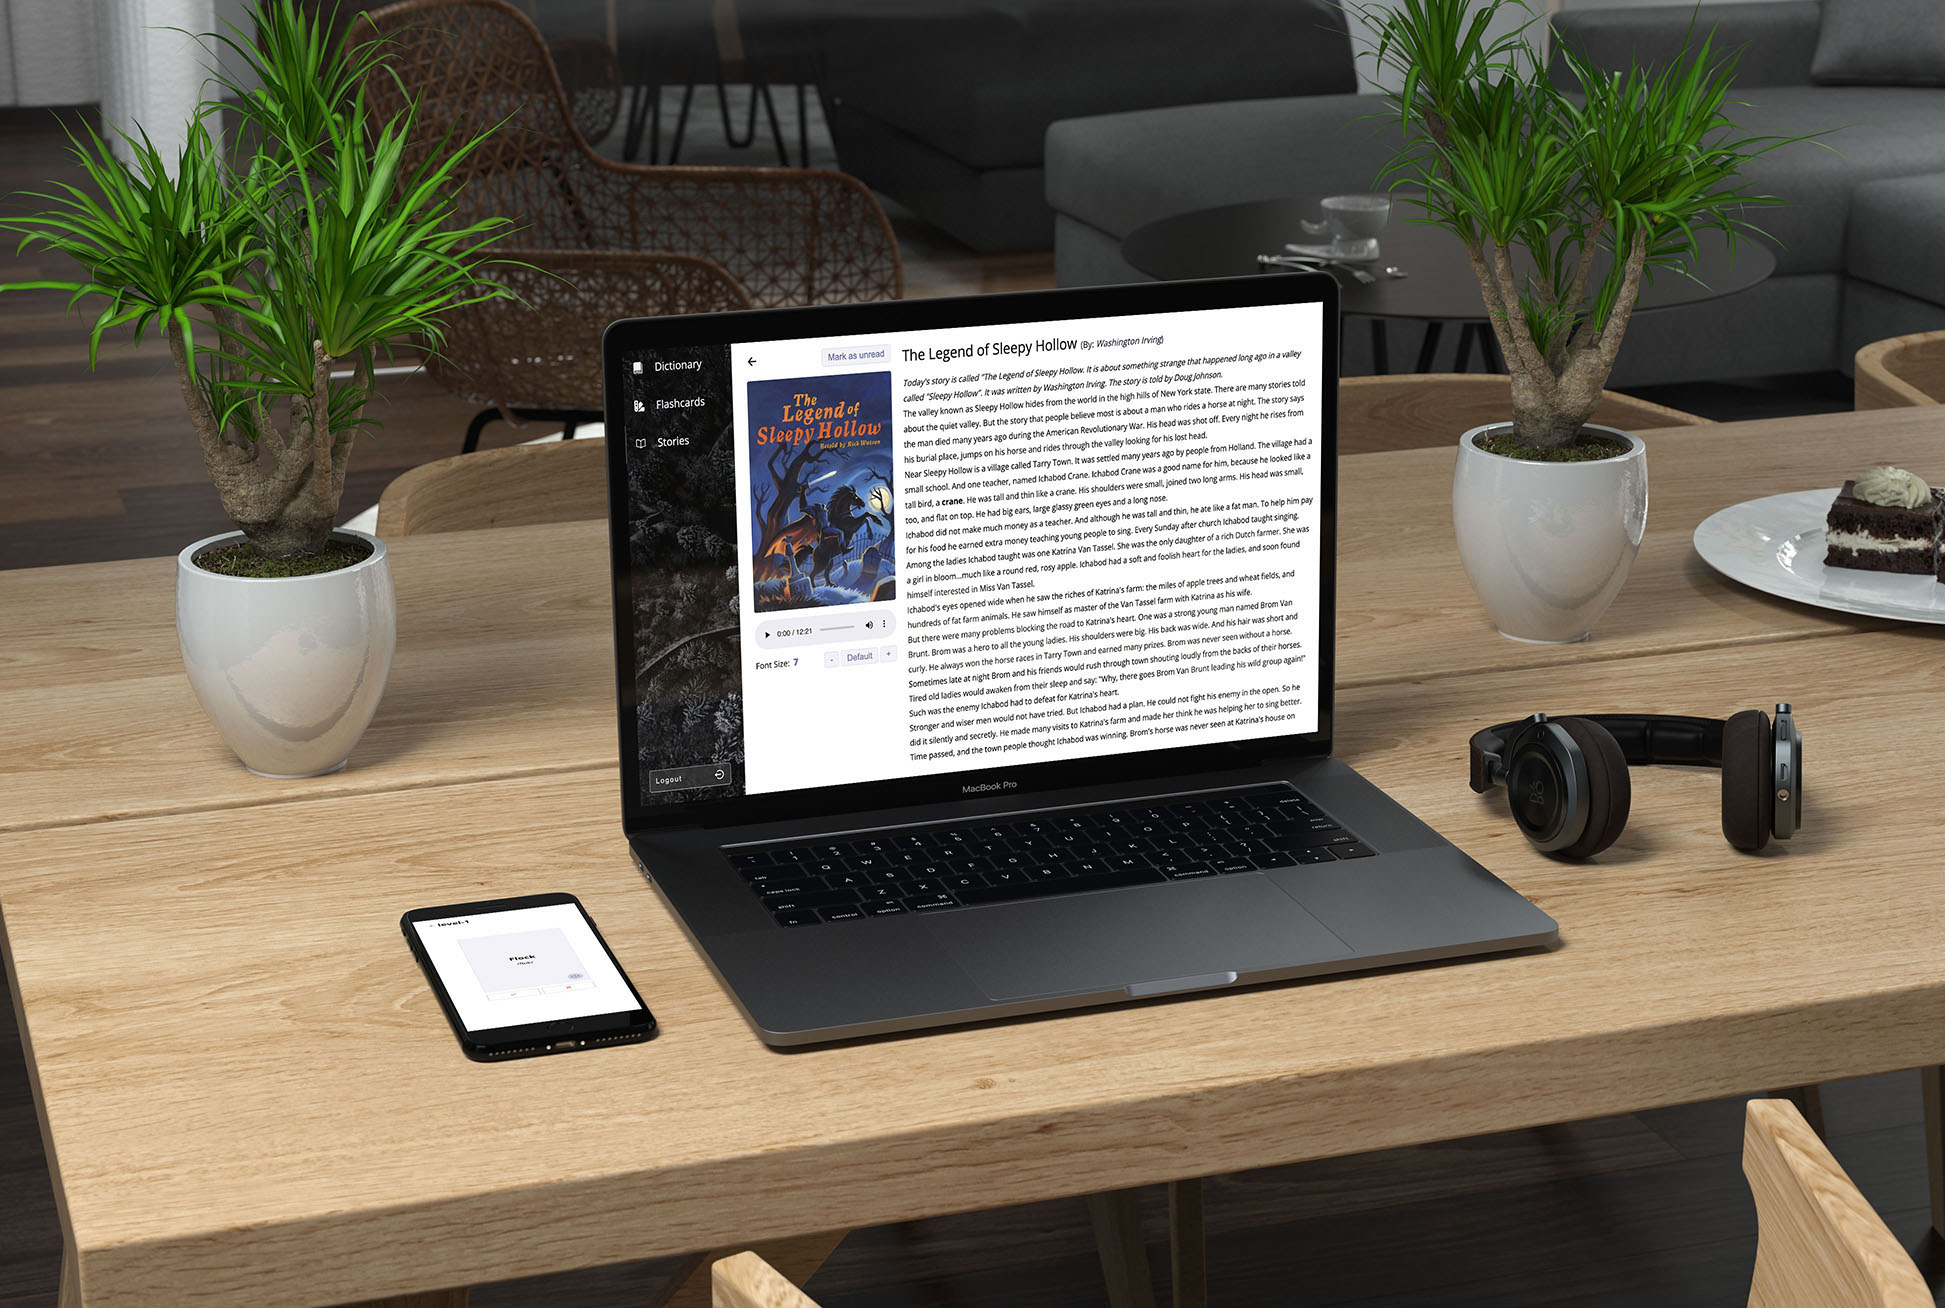 Dictionary
Flashcards
Stories
Logout
Mark as unread
The
Legend of
Sleepy Hollow
Retold by Rick Watson
0:00 / 12:21
Font Size: 7
- Default +
The Legend of Sleepy Hollow (By: Washington Irving)
Today's story is called "The Legend of Sleepy Hollow. It is about something strange that happened long ago in a valley
called "Sleepy Hollow". It was written by Washington Irving. The story is told by Doug Johnson.
The valley known as Sleepy Hollow hides from the world in the high hills of New York state. There are many stories told
about the quiet valley. But the story that people believe most is about a man who rides a horse at night. The story says
the man died many years ago during the American Revolutionary War. His head was shot off. Every night he rises from
his burial place, jumps on his horse and rides through the valley looking for his lost head.
Near Sleepy Hollow is a village called Tarry Town. It was settled many years ago by people from Holland. The village had a
small school. And one teacher, named Ichabod Crane. Ichabod Crane was a good name for him, because he looked like a
tall bird, a crane. He was tall and thin like a crane. His shoulders were small, joined two long arms. His head was small,
too, and flat on top. He had big ears, large glassy green eyes and a long nose.
Ichabod did not make much money as a teacher. And although he was tall and thin, he ate like a fat man. To help him pay
for his food he earned extra money teaching young people to sing. Every Sunday after church Ichabod taught singing.
Among the ladies Ichabod taught was one Katrina Van Tassel. She was the only daughter of a rich Dutch farmer. She was
a girl in bloom...much like a round red, rosy apple. Ichabod had a soft and foolish heart for the ladies, and soon found
himself interested in Miss Van Tassel.
Ichabod's eyes opened wide when he saw the riches of Katrina's farm: the miles of apple trees and wheat fields, and
hundreds of fat farm animals. He saw himself as master of the Van Tassel farm with Katrina as his wife.
But there were many problems blocking the road to Katrina's heart. One was a strong young man named Brom Van
Brunt. Brom was a hero to all the young ladies. His shoulders were big. His back was wide. And his hair was short and
curly. He always won the horse races in Tarry Town and earned many prizes. Brom was never seen without a horse.
Sometimes late at night Brom and his friends would rush through town shouting loudly from the backs of their horses.
Tired old ladies would awaken from their sleep and say: "Why, there goes Brom Van Brunt leading his wild group again!"
Such was the enemy Ichabod had to defeat for Katrina's heart.
Stronger and wiser men would not have tried. But Ichabod had a plan. He could not fight his enemy in the open. So he
did it silently and secretly. He made many visits to Katrina's farm and made her think he was helping her to sing better.
Time passed, and the town people thought Ichabod was winning. Brom's horse was never seen at Katrina's house on
MacBook Pro
delete
tab Q W E R T Y U I O P
return
caps lock A S D F G H J K L
shift Z X C V B N M shift
fn control option command command option
level-1
Flock